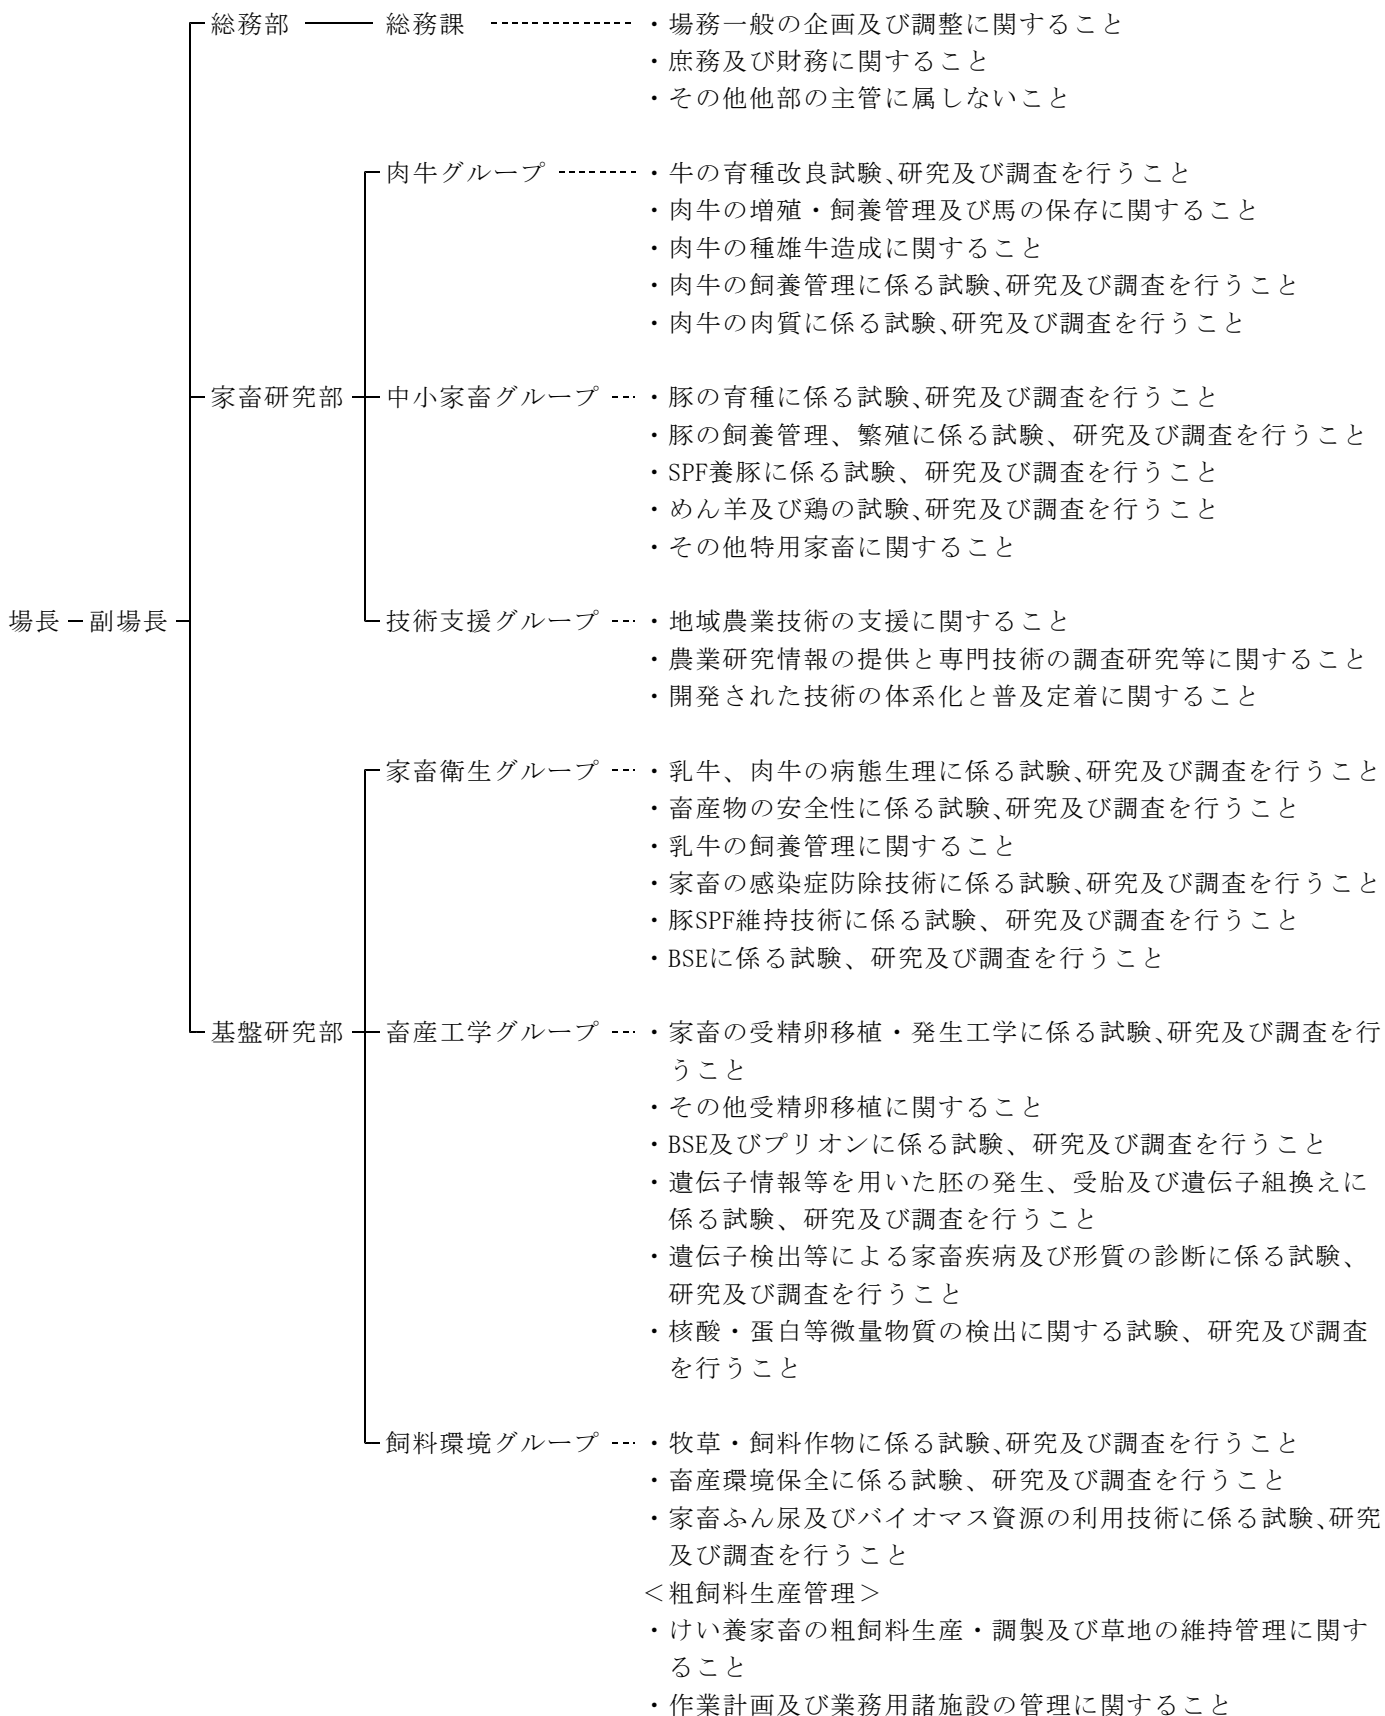 総務部 総務課 ・場務一般の企画及び調整に関すること
・庶務及び財務に関すること
・その他他部の主管に属しないこと
肉牛グループ ・牛の育種改良試験､研究及び調査を行うこと
・肉牛の増殖・飼養管理及び馬の保存に関すること
・肉牛の種雄牛造成に関すること
・肉牛の飼養管理に係る試験､研究及び調査を行うこと
・肉牛の肉質に係る試験､研究及び調査を行うこと
家畜研究部 中小家畜グループ ・豚の育種に係る試験､研究及び調査を行うこと
・豚の飼養管理、繁殖に係る試験、研究及び調査を行うこと
・SPF養豚に係る試験、研究及び調査を行うこと
・めん羊及び鶏の試験､研究及び調査を行うこと
・その他特用家畜に関すること
場長 副場長 技術支援グループ ・地域農業技術の支援に関すること
・農業研究情報の提供と専門技術の調査研究等に関すること
・開発された技術の体系化と普及定着に関すること
家畜衛生グループ ・乳牛、肉牛の病態生理に係る試験､研究及び調査を行うこと
・畜産物の安全性に係る試験､研究及び調査を行うこと
・乳牛の飼養管理に関すること
・家畜の感染症防除技術に係る試験､研究及び調査を行うこと
・豚SPF維持技術に係る試験、研究及び調査を行うこと
・BSEに係る試験、研究及び調査を行うこと
基盤研究部 畜産工学グループ ・家畜の受精卵移植・発生工学に係る試験､研究及び調査を行
うこと
・その他受精卵移植に関すること
・BSE及びプリオンに係る試験、研究及び調査を行うこと
・遺伝子情報等を用いた胚の発生、受胎及び遺伝子組換えに
係る試験、研究及び調査を行うこと
・遺伝子検出等による家畜疾病及び形質の診断に係る試験、
研究及び調査を行うこと
・核酸・蛋白等微量物質の検出に関する試験、研究及び調査
を行うこと
飼料環境グループ ・牧草・飼料作物に係る試験､研究及び調査を行うこと
・畜産環境保全に係る試験、研究及び調査を行うこと
・家畜ふん尿及びバイオマス資源の利用技術に係る試験､研究
及び調査を行うこと
＜粗飼料生産管理＞
・けい養家畜の粗飼料生産・調製及び草地の維持管理に関す
ること
・作業計画及び業務用諸施設の管理に関すること